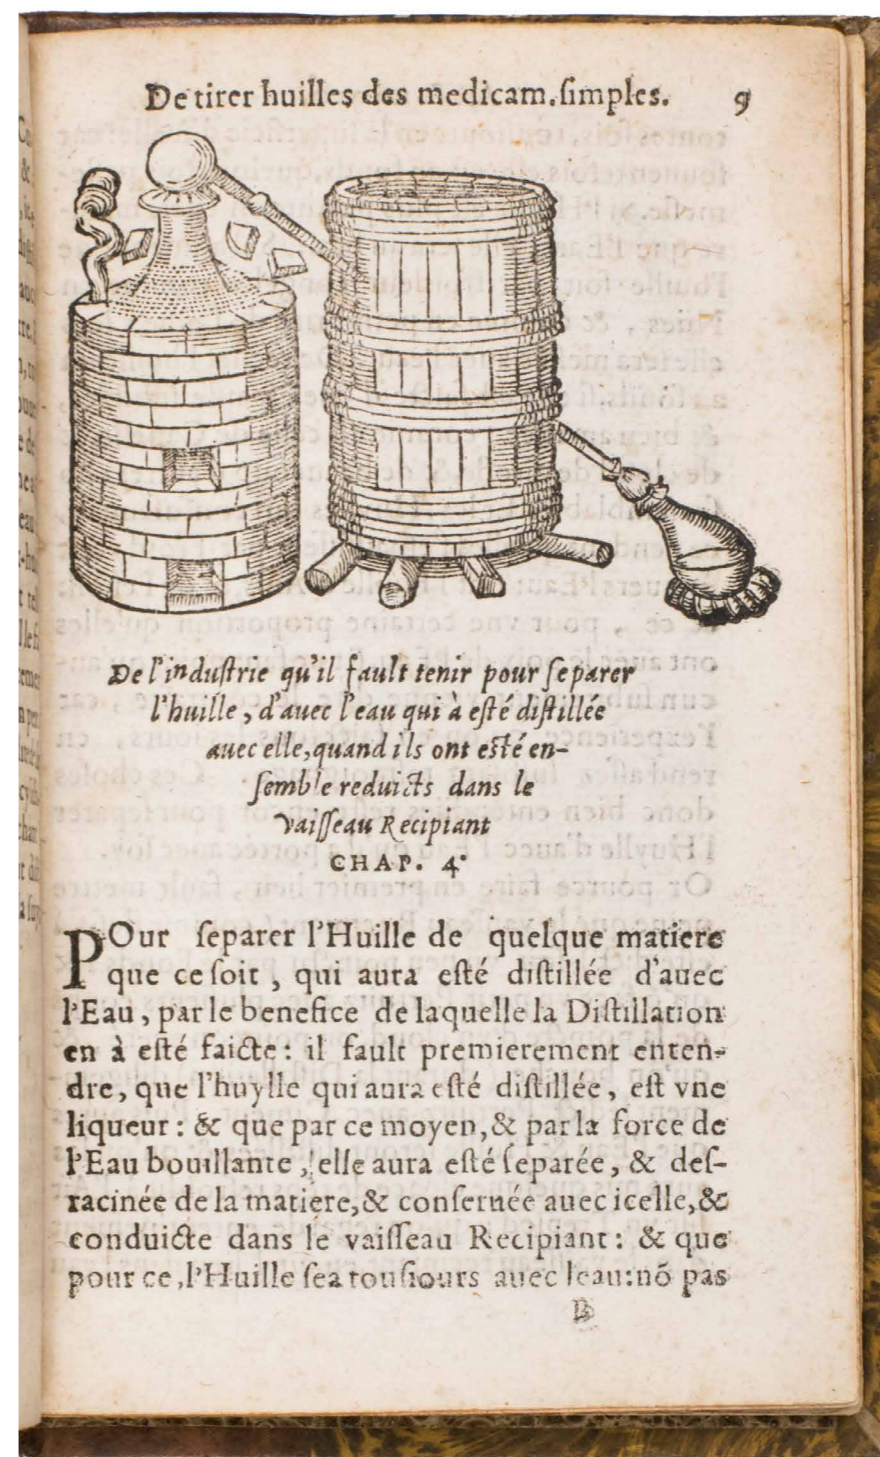 De tirer huilles des medicam. ſimples. 9
De l'induſtrie qu'il fault tenir pour ſeparer
l'huille, d'auec l'eau qui à eſté diſtillée
auec elle, quand ils ont eſté en-
ſemble reduicts dans le
Vaiſſeau Recipiant
CHAP. 4.
POur ſeparer l'Huille de quelque matiere
que ce ſoit, qui aura eſté diſtillée d'auec
l'Eau, par le benefice de laquelle la Diſtillation
en à eſté faicte: il fault premierement enten-
dre, que l'huylle qui aura eſté diſtillée, eſt vne
liqueur: & que par ce moyen, & par la force de
l'Eau bouillante, elle aura eſté ſeparée, & deſ-
racinée de la matiere, & conſeruée auec icelle, &
conduicte dans le vaiſſeau Recipiant: & que
pour ce, l'Huille ſea touſiours auec leau: nō pas
B